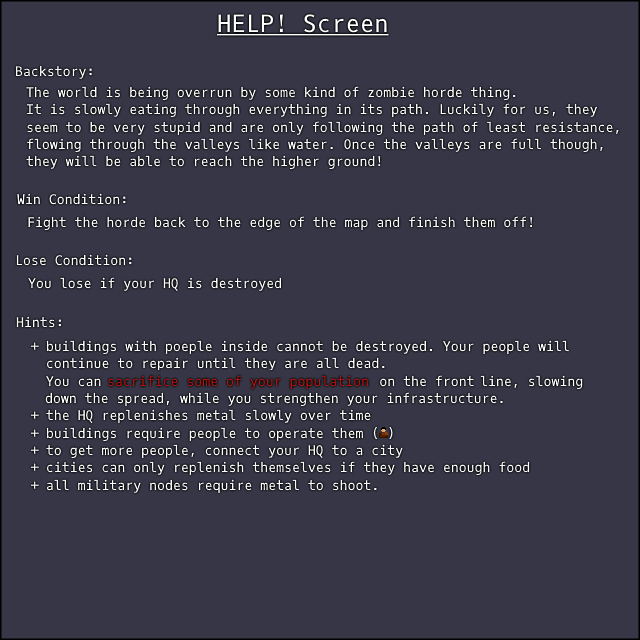 HELP! Screen
Backstory:
The world is being overrun by some kind of zombie horde thing.
It is slowly eating through everything in its path. Luckily for us, they
seem to be very stupid and are only following the path of least resistance,
flowing through the valleys like water. Once the valleys are full though,
they will be able to reach the higher ground!
Win Condition:
Fight the horde back to the edge of the map and finish them off!
Lose Condition:
You lose if your HQ is destroyed
Hints:
+ buildings with poeple inside cannot be destroyed. Your people will
continue to repair until they are all dead.
You can sacrifice some of your population on the front line, slowing
down the spread, while you strengthen your infrastructure.
+ the HQ replenishes metal slowly over time
+ buildings require people to operate them ( )
+ to get more people, connect your HQ to a city
+ cities can only replenish themselves if they have enough food
+ all military nodes require metal to shoot.